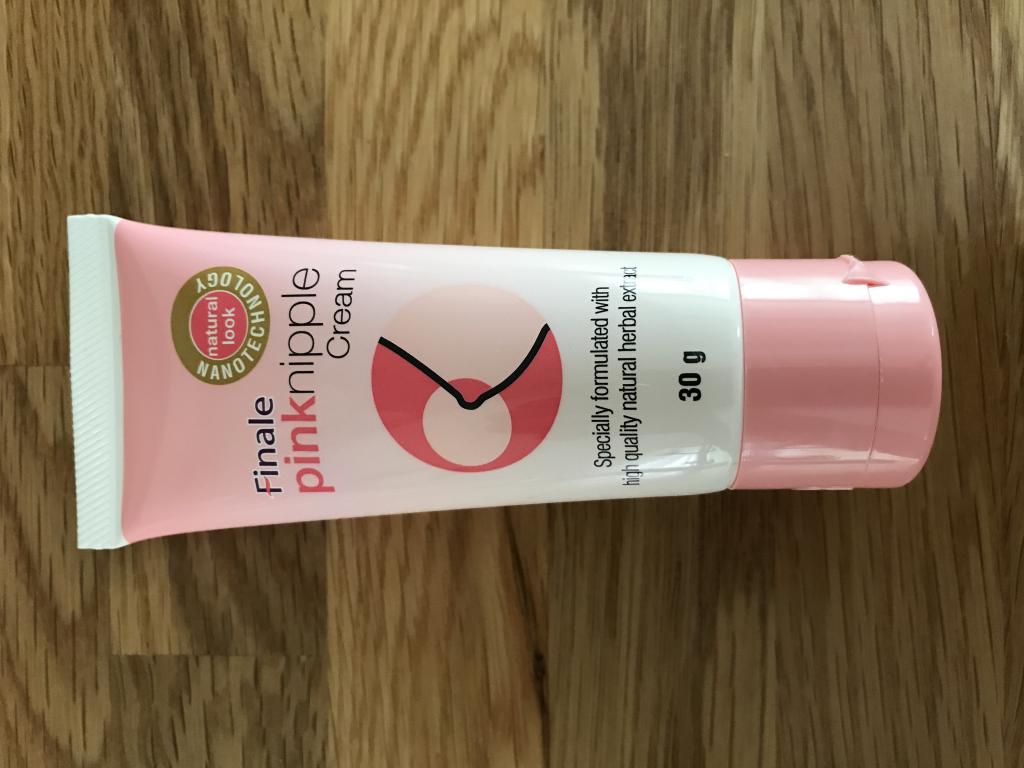 NANOTECHNOLOGY
natural
look
Finale
pinknipple
Cream
Specially formulated with
high quality natural herbal extract
30 g